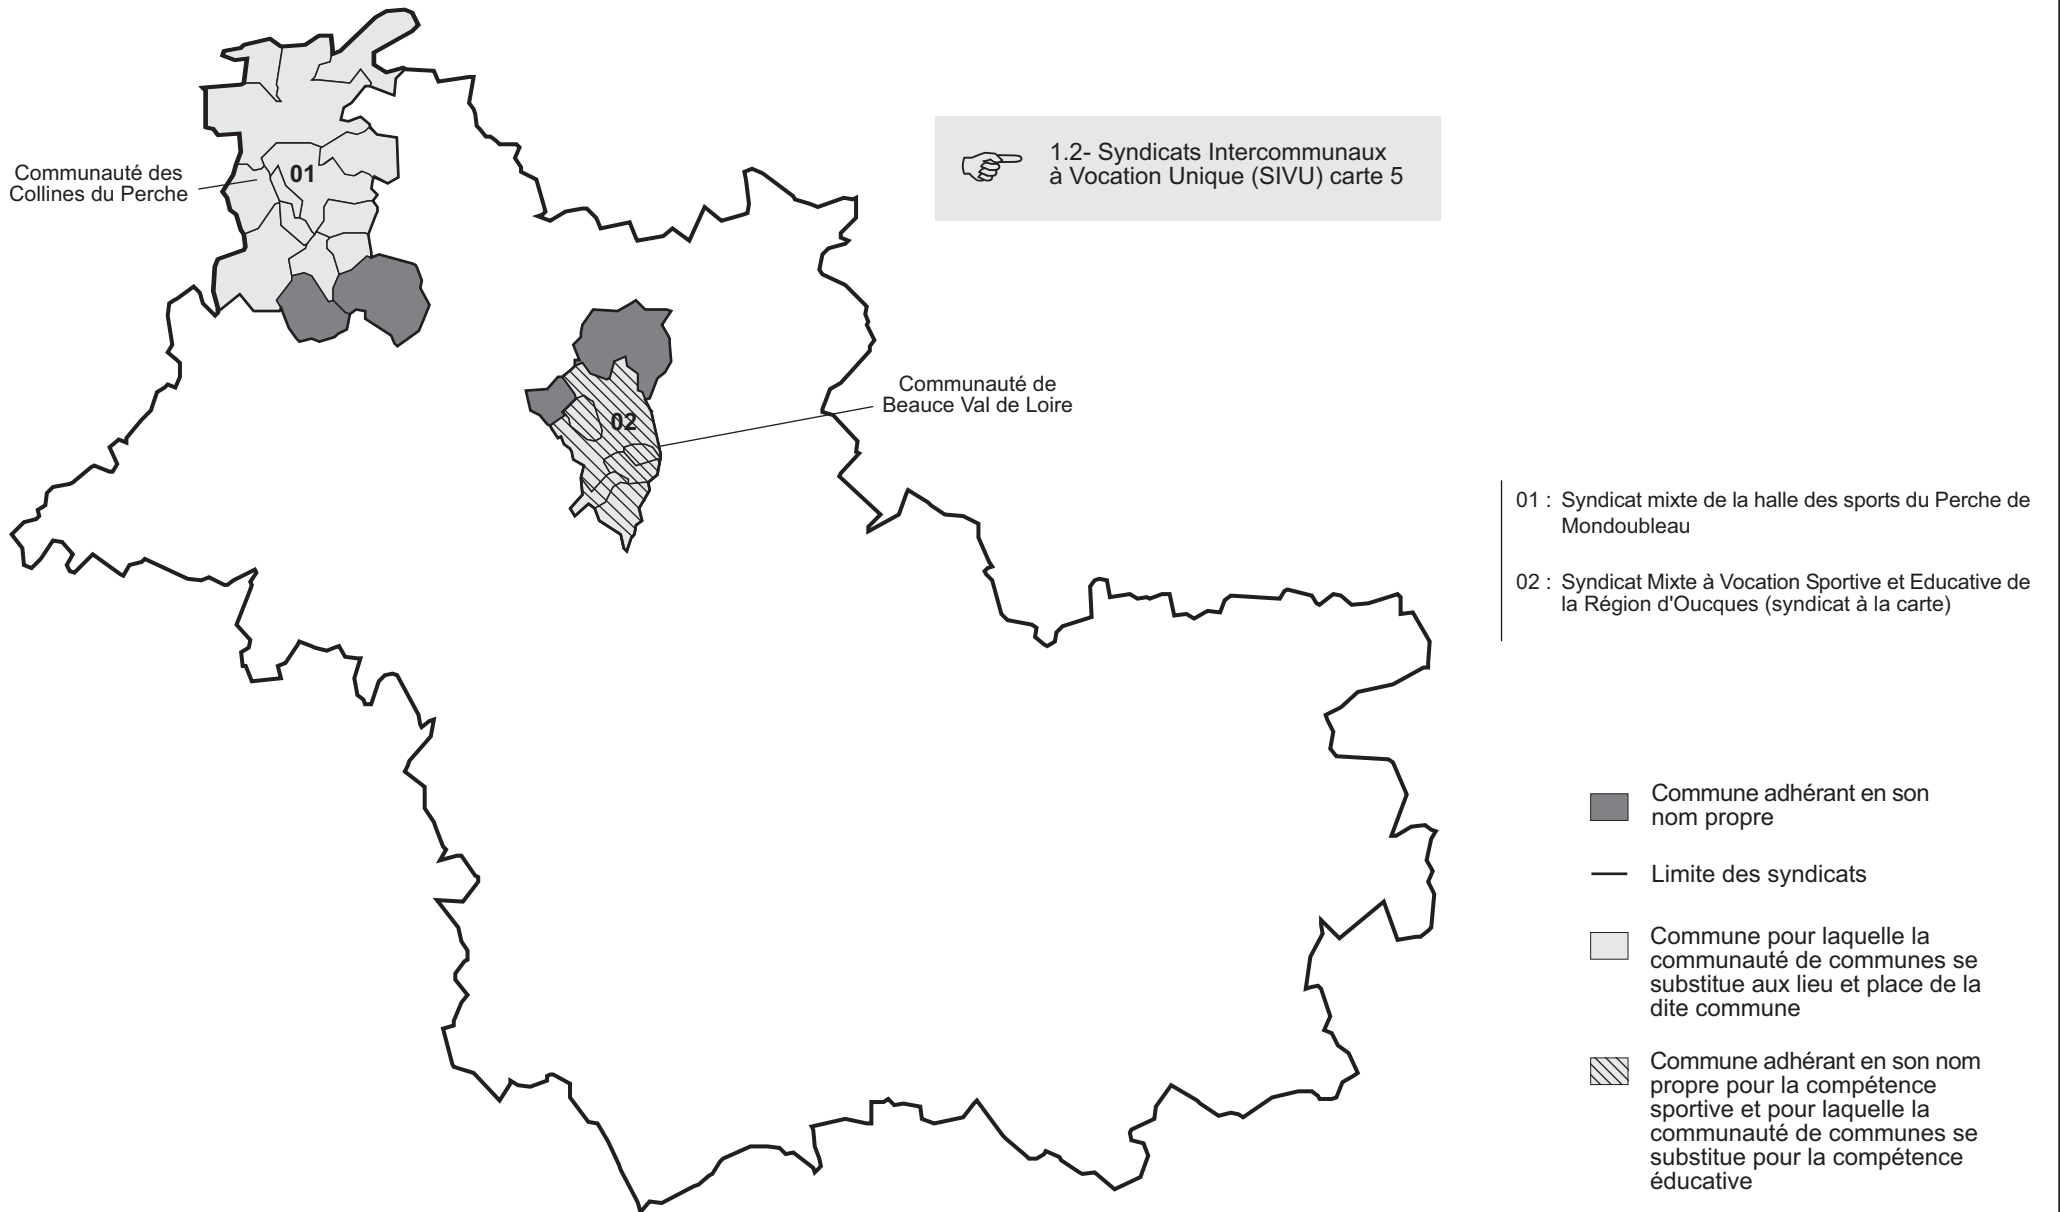 1.2- Syndicats Intercommunaux
à Vocation Unique (SIVU) carte 5
Communauté des
Collines du Perche
01
Communauté de
Beauce Val de Loire
02
01 : Syndicat mixte de la halle des sports du Perche de
Mondoubleau
02 : Syndicat Mixte à Vocation Sportive et Educative de
la Région d'Oucques (syndicat à la carte)
Commune adhérant en son
nom propre
Limite des syndicats
Commune pour laquelle la
communauté de communes se
substitue aux lieu et place de la
dite commune
Commune adhérant en son nom
propre pour la compétence
sportive et pour laquelle la
communauté de communes se
substitue pour la compétence
éducative